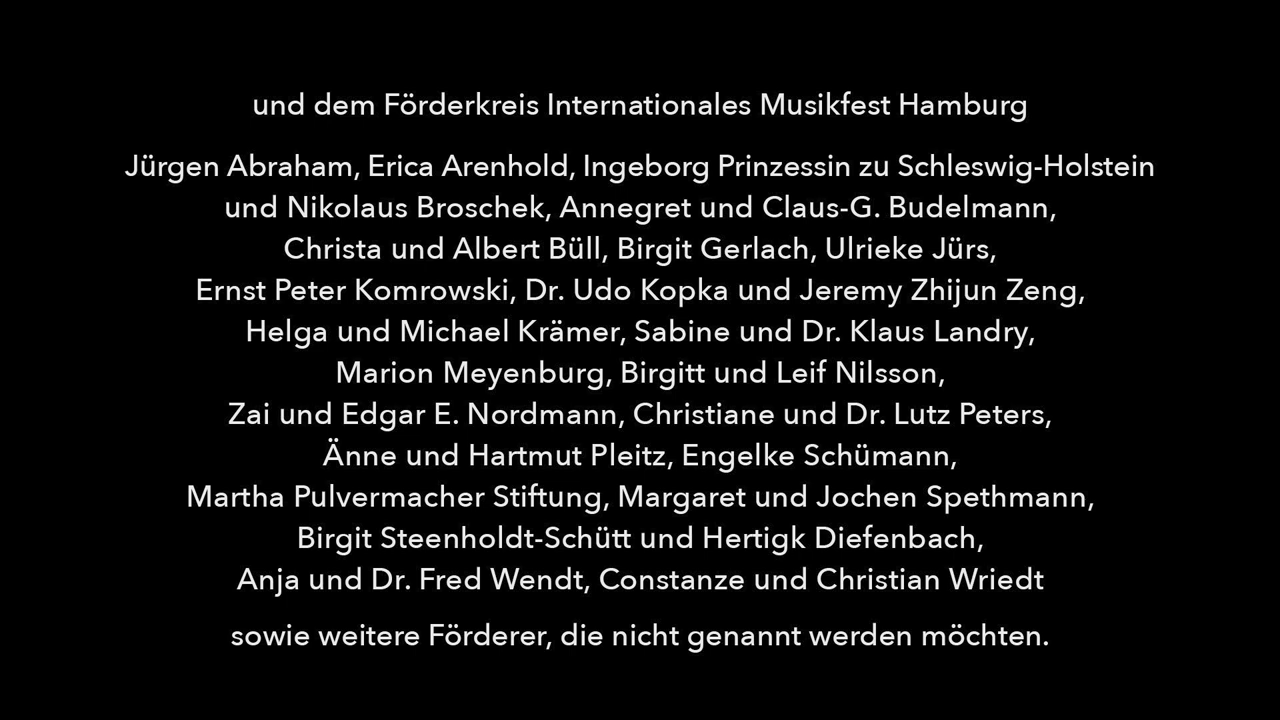 und dem Förderkreis Internationales Musikfest Hamburg
Jürgen Abraham, Erica Arenhold, Ingeborg Prinzessin zu Schleswig-Holstein
und Nikolaus Broschek, Annegret und Claus-G. Budelmann,
Christa und Albert Büll, Birgit Gerlach, Ulrieke Jürs,
Ernst Peter Komrowski, Dr. Udo Kopka und Jeremy Zhijun Zeng,
Helga und Michael Krämer, Sabine und Dr. Klaus Landry,
Marion Meyenburg, Birgitt und Leif Nilsson,
Zai und Edgar E. Nordmann, Christiane und Dr. Lutz Peters,
Änne und Hartmut Pleitz, Engelke Schümann,
Martha Pulvermacher Stiftung, Margaret und Jochen Spethmann,
Birgit Steenholdt-Schütt und Hertigk Diefenbach,
Anja und Dr. Fred Wendt, Constanze und Christian Wriedt
sowie weitere Förderer, die nicht genannt werden möchten.